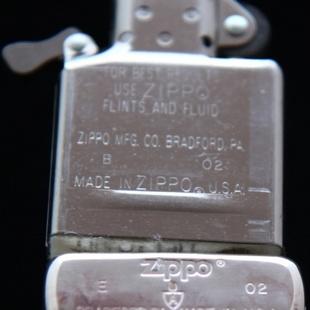 FOR BEST RESULTS
USE ZIPPO
FLINTS AND FLUID
ZIPPO MFG. CO. BRADFORD, PA.
B 02
MADE IN ZIPPO® U.S.A.
Zippo®
E 02